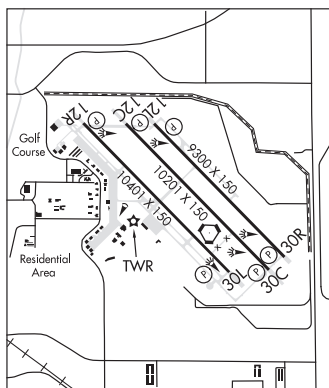 12R
P
12C
P
12L
P
Golf
Course
9300 X 150
10201 X 150
10401 X 150
Residential
Area
TWR
x x
x
P
30L
P
30C
30R